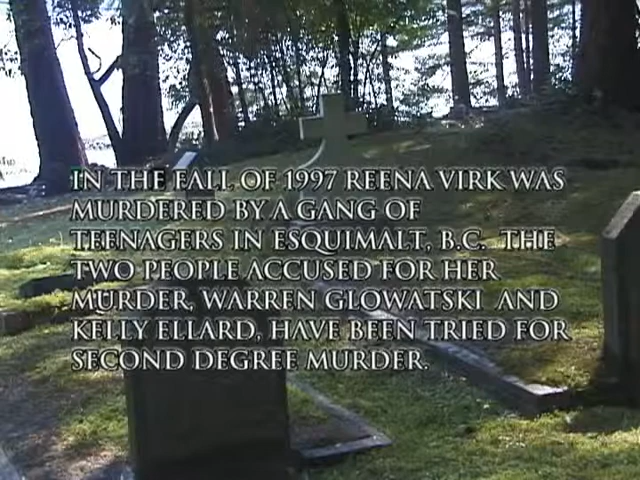 IN THE FALL OF 1997 REENA VIRK WAS
MURDERED BY A GANG OF
TEENAGERS IN ESQUIMALT, B.C. THE
TWO PEOPLE ACCUSED FOR HER
MURDER, WARREN GLOWATSKI AND
KELLY ELLARD, HAVE BEEN TRIED FOR
SECOND DEGREE MURDER.